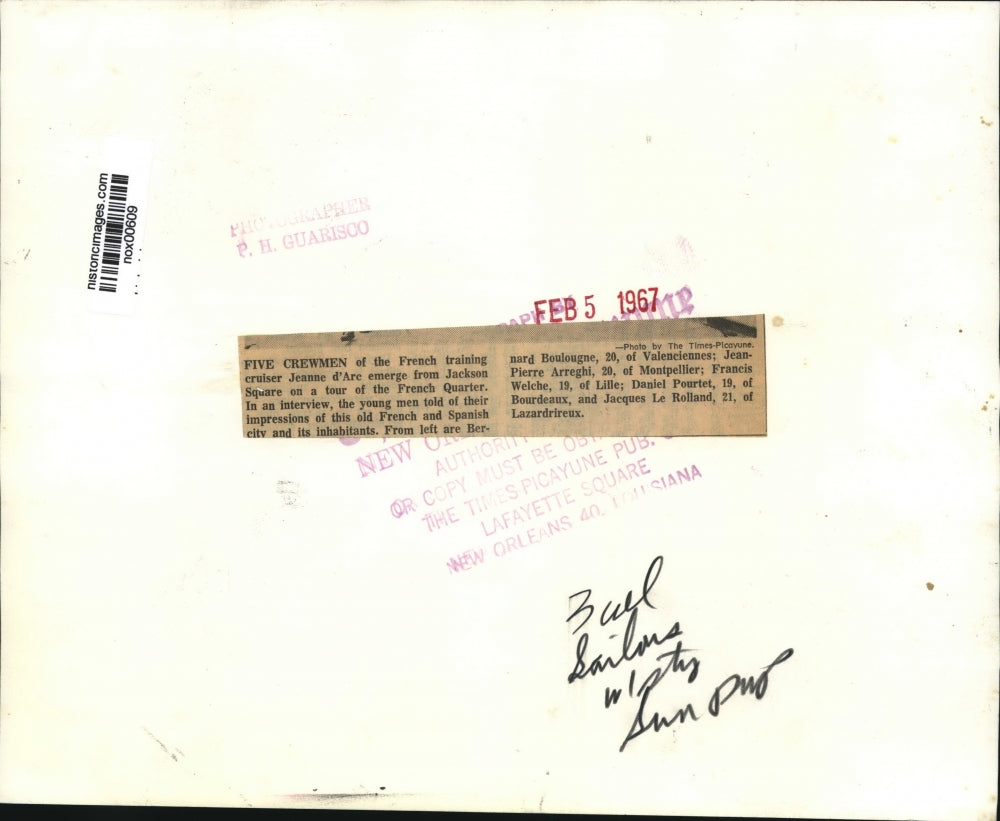 historicimages.com
nox00609
PHOTOGRAPHER
P. H. GUARISCO
FEB 5 1967
—Photo by The Times-Picayune.
FIVE CREWMEN of the French training
cruiser Jeanne d'Arc emerge from Jackson
Square on a tour of the French Quarter.
In an interview, the young men told of their
impressions of this old French and Spanish
city and its inhabitants. From left are Ber-
nard Boulougne, 20, of Valenciennes; Jean-
Pierre Arreghi, 20, of Montpellier; Francis
Welche, 19, of Lille; Daniel Pourtet, 19, of
Bourdeaux, and Jacques Le Rolland, 21, of
Lazardrireux.
NEW
AUTHORITY
OR COPY MUST BE
THE TIMES-PICAYUNE PUB.
LAFAYETTE SQUARE
NEW ORLEANS 40, LOUISIANA
3 col
Sailors
Sun